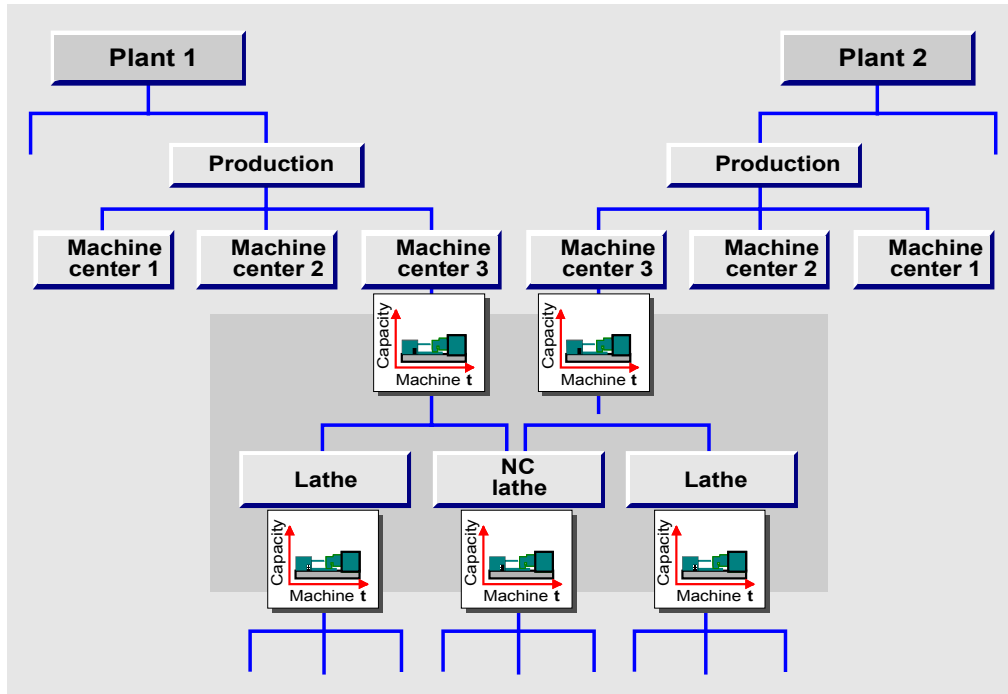 Plant 1
Plant 2
Production
Production
Machine
center 1
Machine
center 2
Machine
center 3
Machine
center 3
Machine
center 2
Machine
center 1
Capacity
Machine t
Capacity
Machine t
Lathe
NC
lathe
Lathe
Capacity
Machine t
Capacity
Machine t
Capacity
Machine t